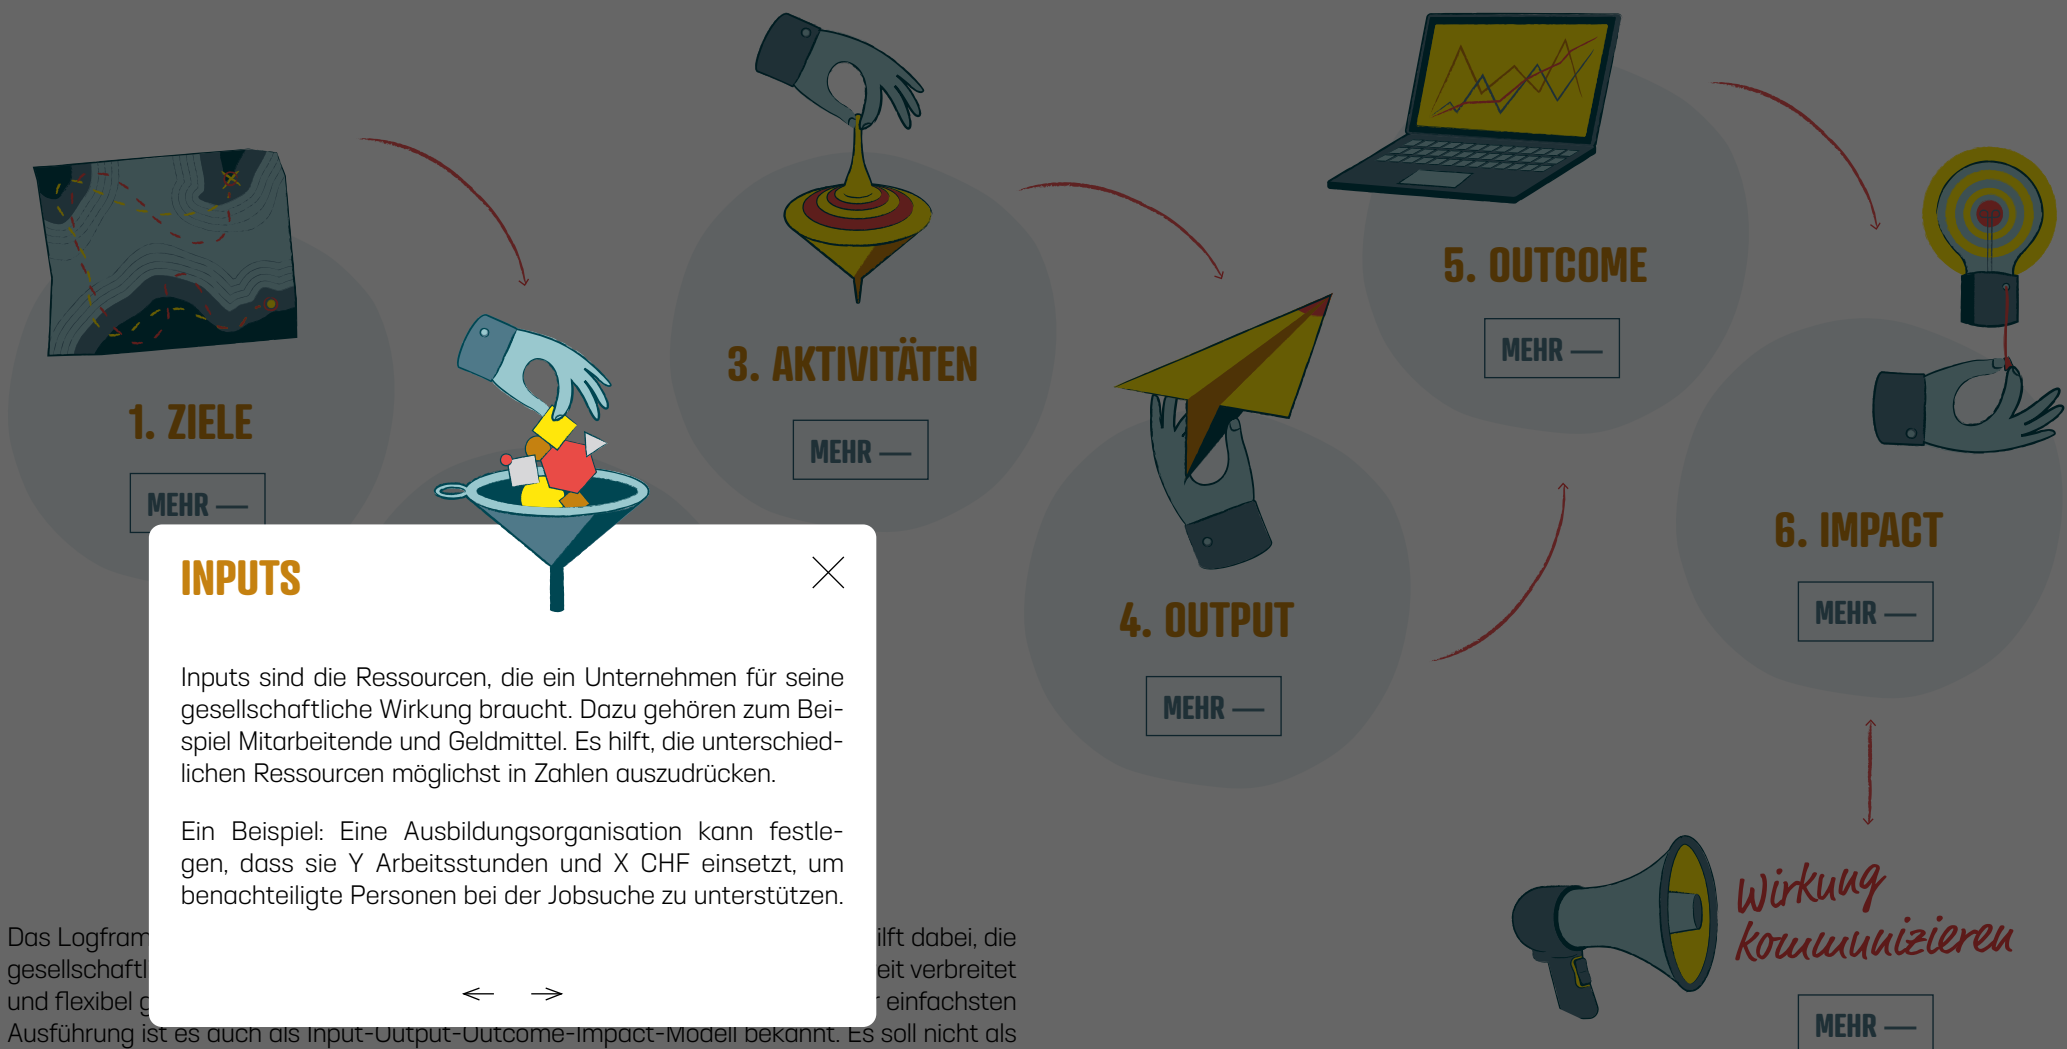 1. ZIELE
MEHR —
3. AKTIVITÄTEN
MEHR —
4. OUTPUT
MEHR —
5. OUTCOME
MEHR —
6. IMPACT
MEHR —
Wirkung
kommunizieren
MEHR —
INPUTS
Inputs sind die Ressourcen, die ein Unternehmen für seine
gesellschaftliche Wirkung braucht. Dazu gehören zum Bei-
spiel Mitarbeitende und Geldmittel. Es hilft, die unterschied-
lichen Ressourcen möglichst in Zahlen auszudrücken.
Ein Beispiel: Eine Ausbildungsorganisation kann festle-
gen, dass sie Y Arbeitsstunden und X CHF einsetzt, um
benachteiligte Personen bei der Jobsuche zu unterstützen.
Das dabei, die
verbreitet
und flexibel einfachsten
Ausführung ist es auch als Input-Output-Outcome-Impact-Modell bekannt. Es soll nicht als